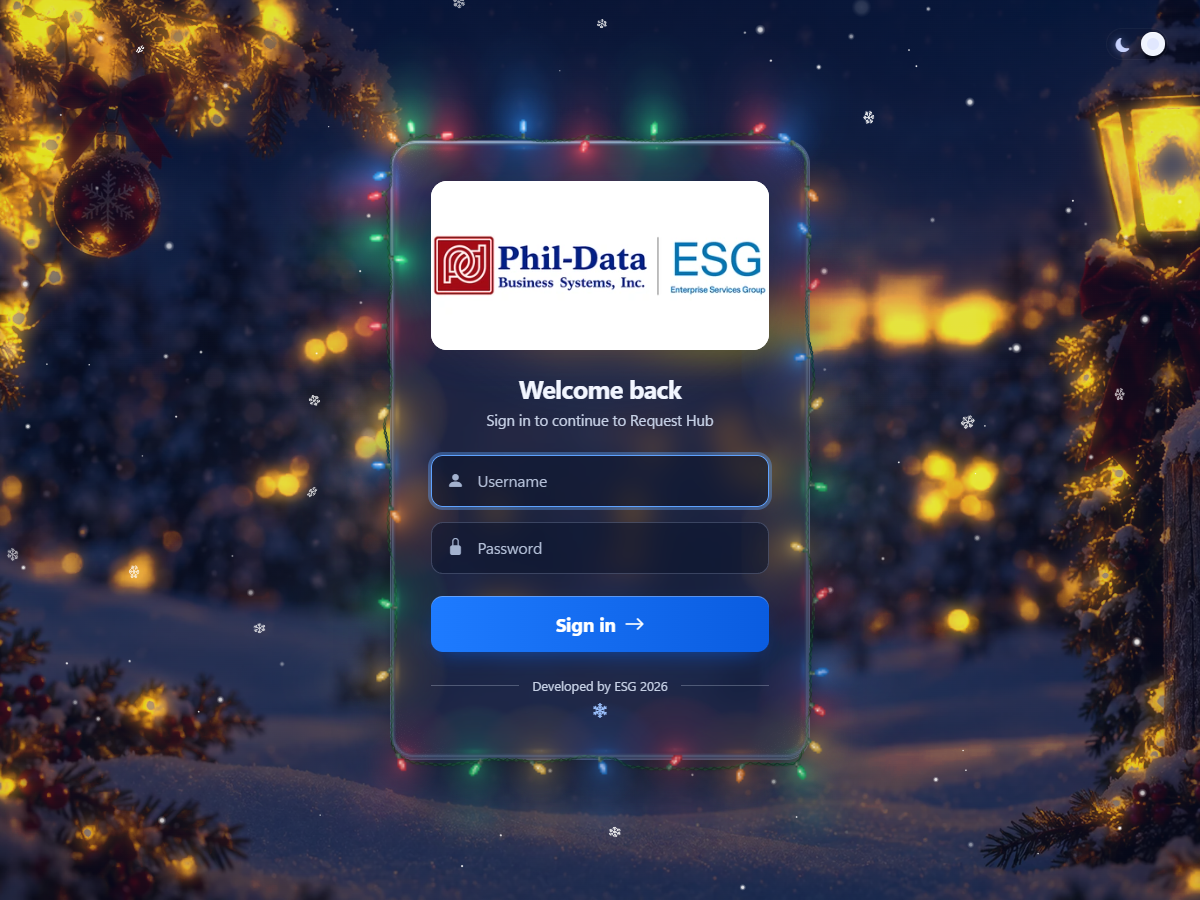 Phil-Data
Business Systems, Inc.
ESG
Enterprise Services Group
Welcome back
Sign in to continue to Request Hub
Username
Password
Sign in →
Developed by ESG 2026